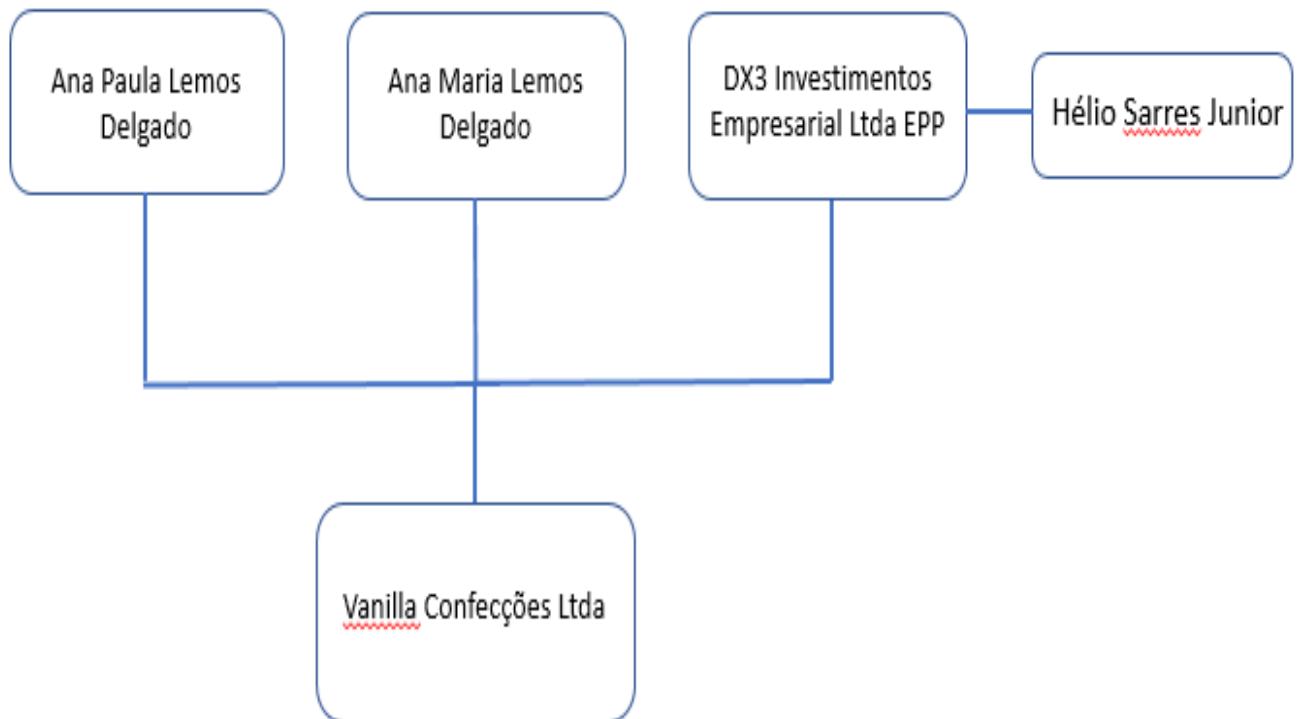 Ana Paula Lemos
Delgado
Ana Maria Lemos
Delgado
DX3 Investimentos
Empresarial Ltda EPP
Hélio Sarres Junior
Vanilla Confecções Ltda